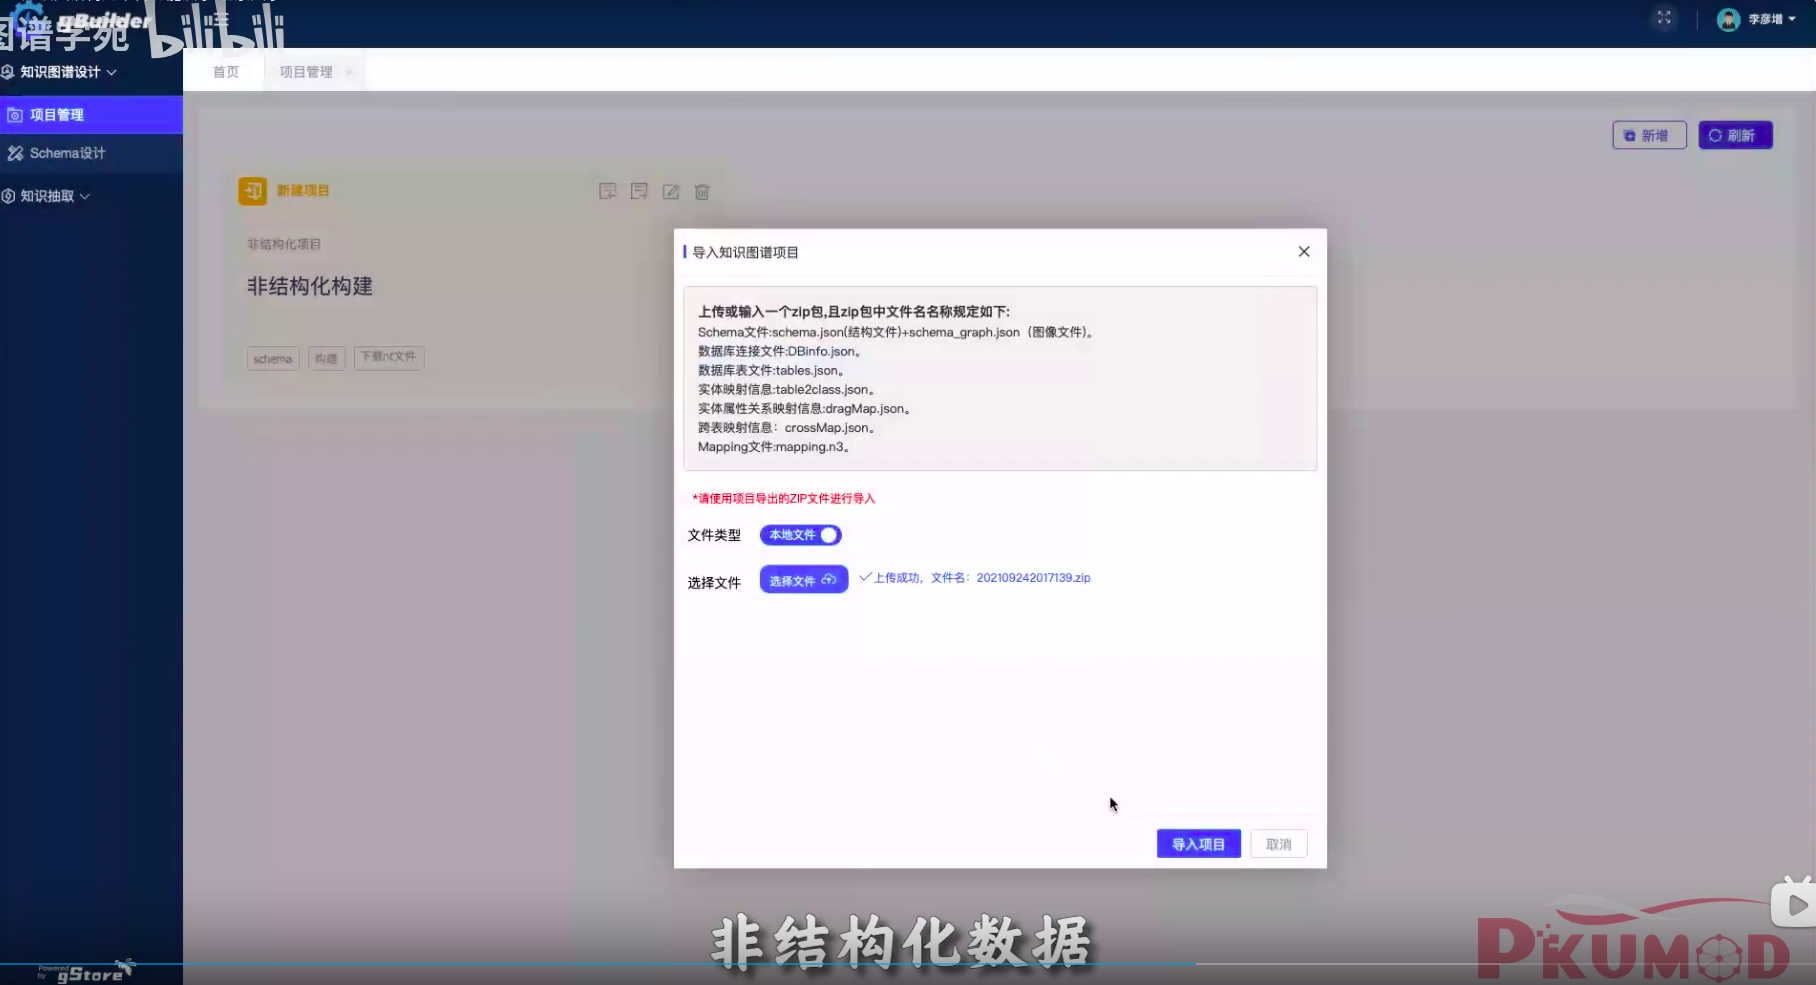 gBuilder
图谱学苑 bilibili
李彦增
知识图谱设计
首页
项目管理
项目管理
新增
刷新
Schema设计
知识抽取
新建项目
非结构化项目
非结构化构建
schema
构建
下载nt文件
导入知识图谱项目
上传或输入一个zip包,且zip包中文件名名称规定如下:
Schema文件:schema.json(结构文件)+schema_graph.json（图像文件）。
数据库连接文件:DBinfo.json。
数据库表文件:tables.json。
实体映射信息:table2class.json。
实体属性关系映射信息:dragMap.json。
跨表映射信息：crossMap.json。
Mapping文件:mapping.n3。
*请使用项目导出的ZIP文件进行导入
文件类型 本地文件
选择文件 选择文件 上传成功，文件名：202109242017139.zip
导入项目
取消
非结构化数据
Powered by gStore
PKUMOD